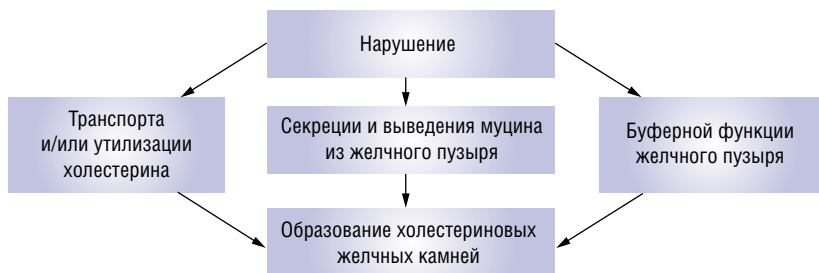 Нарушение
Транспорта
и/или утилизации
холестерина
Секреции и выведения муцина
из желчного пузыря
Буферной функции
желчного пузыря
Образование холестериновых
желчных камней